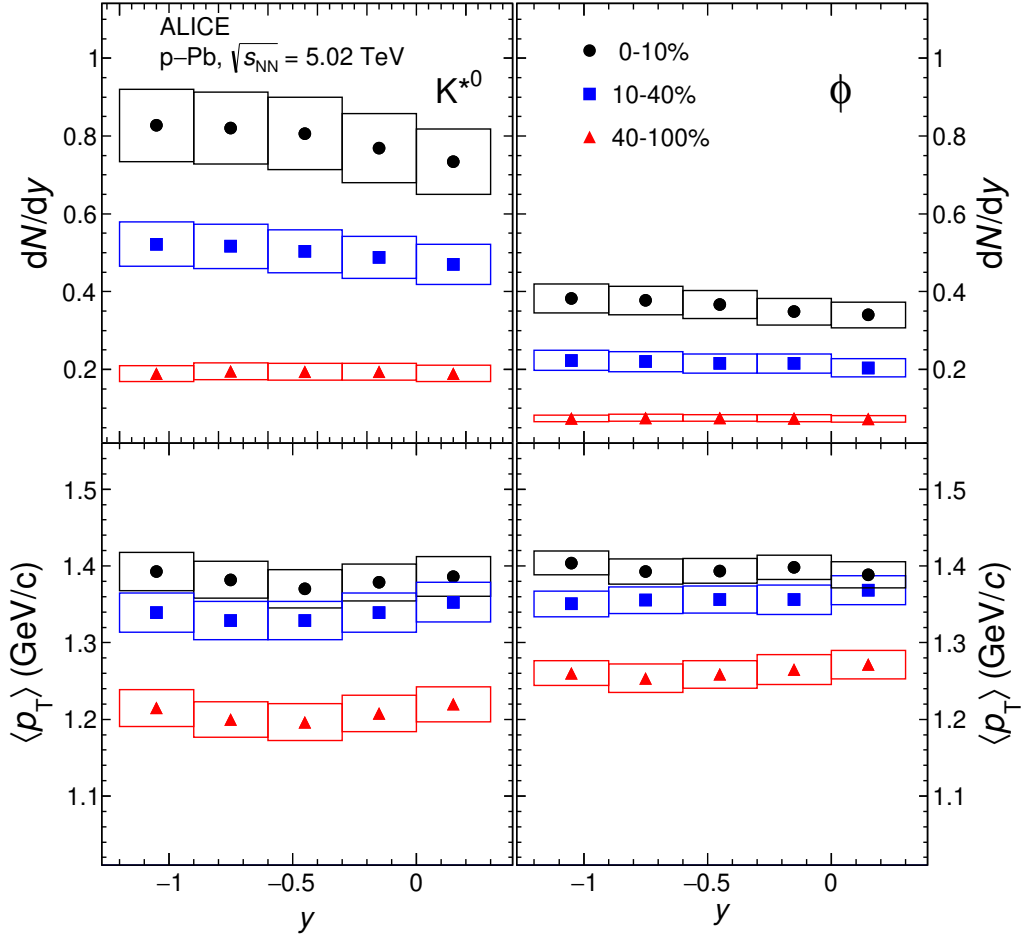 ALICE
p−Pb, √s_NN = 5.02 TeV
K*0
0-10%
10-40%
40-100%
ϕ
dN/dy
1
0.8
0.6
0.4
0.2
1
0.8
0.6
0.4
0.2
dN/dy
⟨p_T⟩ (GeV/c)
1.5
1.4
1.3
1.2
1.1
1.5
1.4
1.3
1.2
1.1
⟨p_T⟩ (GeV/c)
−1 −0.5 0
y
−1 −0.5 0
y